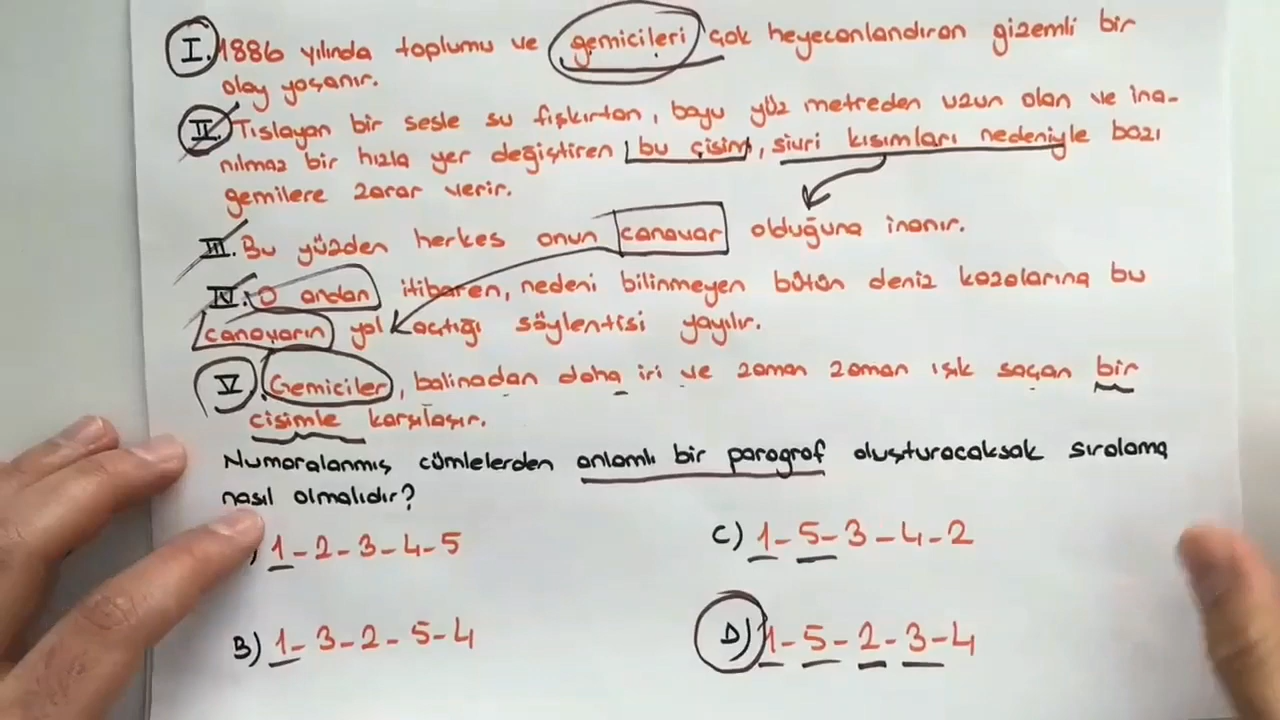 I. 1886 yılında toplumu ve gemicileri çok heyecanlandıran gizemli bir
olay yaşanır.
II. Tıslayan bir sesle su fışkırtan, boyu yüz metreden uzun olan ve ina-
nılmaz bir hızla yer değiştiren bu cisim, sivri kısımları nedeniyle bazı
gemilere zarar verir.
III. Bu yüzden herkes onun canavar olduğuna inanır.
IV. O andan itibaren, nedeni bilinmeyen bütün deniz kazalarına bu
canavarın yol açtığı söylentisi yayılır.
V. Gemiciler, balinadan daha iri ve zaman zaman ışık saçan bir
cisimle karşılaşır.
Numaralanmış cümlelerden anlamlı bir paragraf oluşturacaksak sıralama
nasıl olmalıdır?
) 1-2-3-4-5
C) 1-5-3-4-2
B) 1-3-2-5-4
D) 1-5-2-3-4